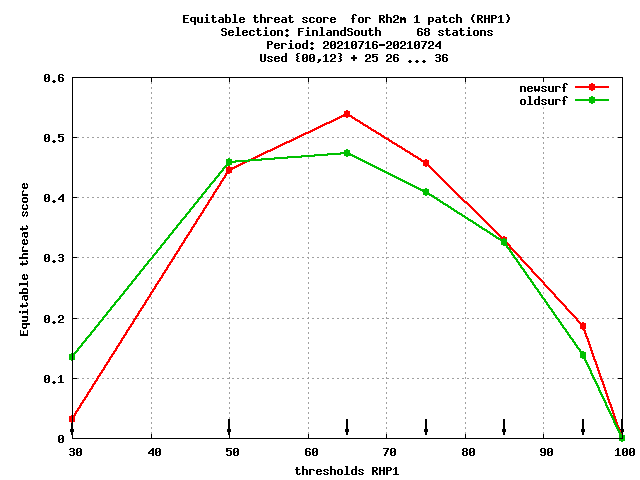 Equitable threat score  for Rh2m 1 patch (RHP1)
Selection: FinlandSouth     68 stations
Period: 20210716-20210724
Used {00,12} + 25 26 ... 36
newsurf
oldsurf
0.6
0.5
0.4
0.3
0.2
0.1
0
Equitable threat score
30 40 50 60 70 80 90 100
thresholds RHP1